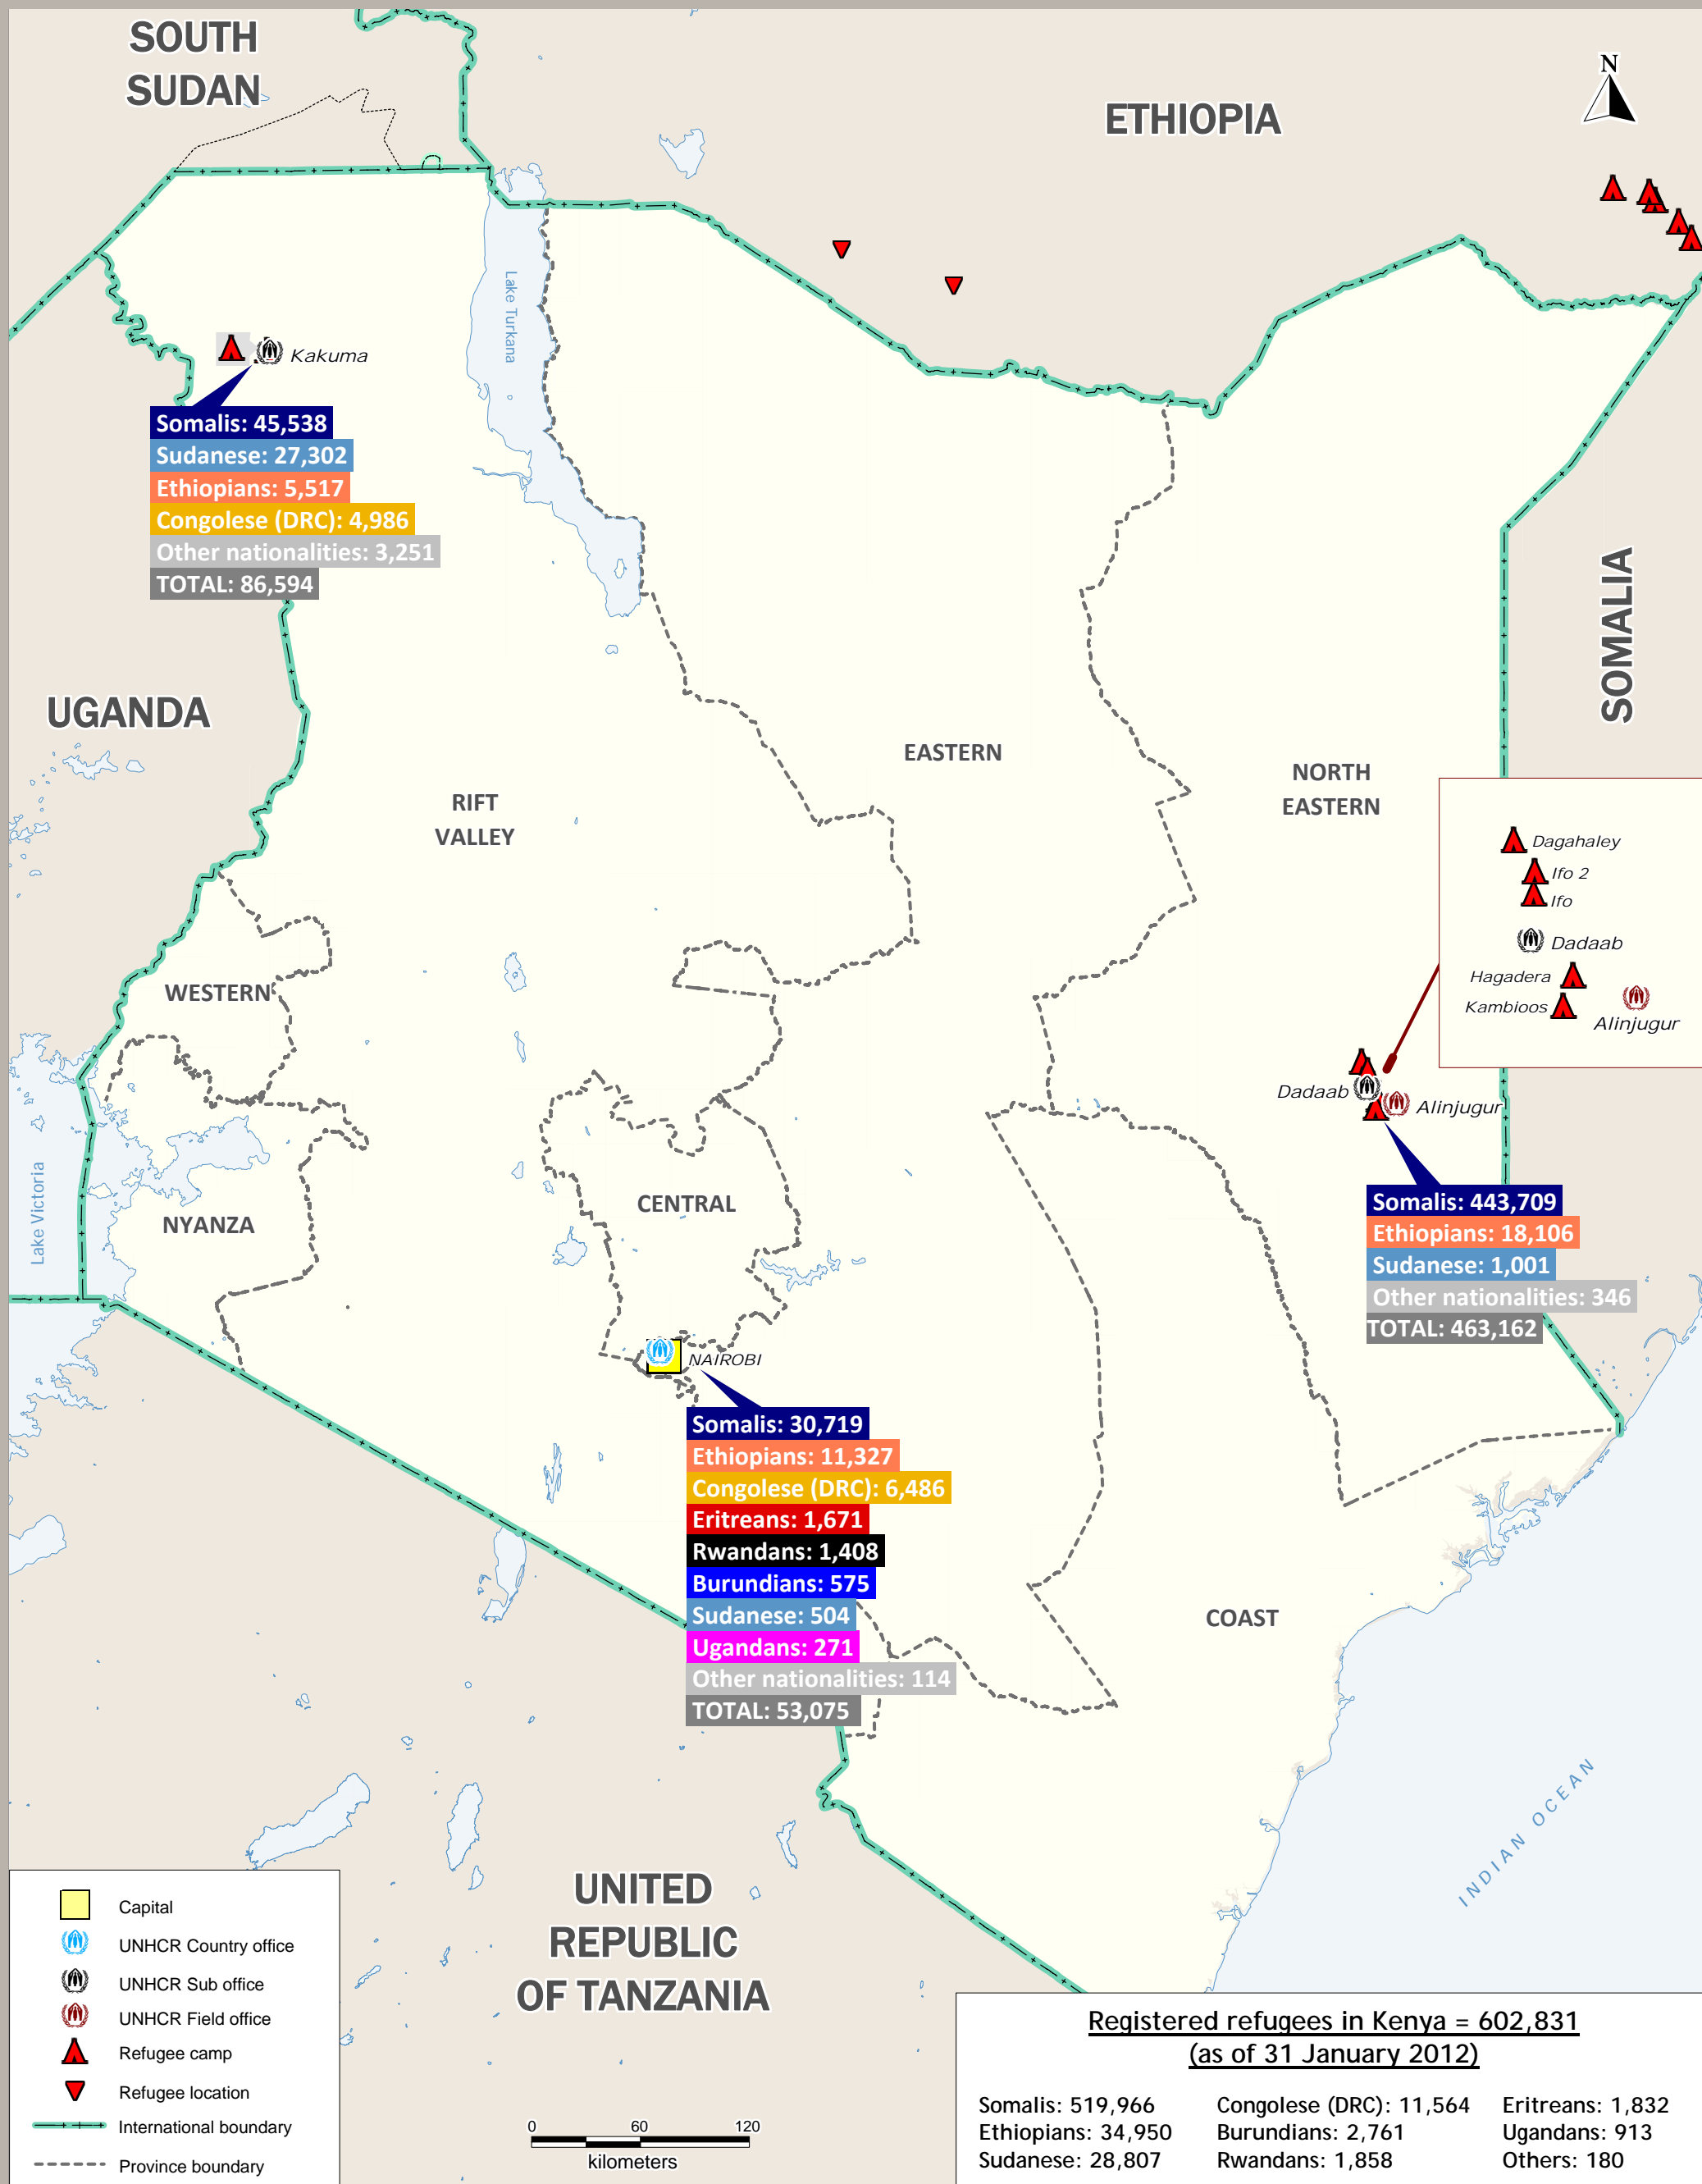 SOUTH
SUDAN
ETHIOPIA
N
Lake Turkana
Kakuma
Somalis: 45,538
Sudanese: 27,302
Ethiopians: 5,517
Congolese (DRC): 4,986
Other nationalities: 3,251
TOTAL: 86,594
SOMALIA
UGANDA
EASTERN
NORTH
EASTERN
RIFT
VALLEY
Dagahaley
Ifo 2
Ifo
Dadaab
Hagadera
Kambioos
Alinjugur
WESTERN
Dadaab
Alinjugur
Lake Victoria
NYANZA
CENTRAL
Somalis: 443,709
Ethiopians: 18,106
Sudanese: 1,001
Other nationalities: 346
TOTAL: 463,162
NAIROBI
Somalis: 30,719
Ethiopians: 11,327
Congolese (DRC): 6,486
Eritreans: 1,671
Rwandans: 1,408
Burundians: 575
Sudanese: 504
Ugandans: 271
Other nationalities: 114
TOTAL: 53,075
COAST
INDIAN OCEAN
UNITED
REPUBLIC
OF TANZANIA
Capital
UNHCR Country office
UNHCR Sub office
UNHCR Field office
Refugee camp
Refugee location
International boundary
Province boundary
0 60 120
kilometers
Registered refugees in Kenya = 602,831
(as of 31 January 2012)
Somalis: 519,966 Congolese (DRC): 11,564 Eritreans: 1,832
Ethiopians: 34,950 Burundians: 2,761 Ugandans: 913
Sudanese: 28,807 Rwandans: 1,858 Others: 180